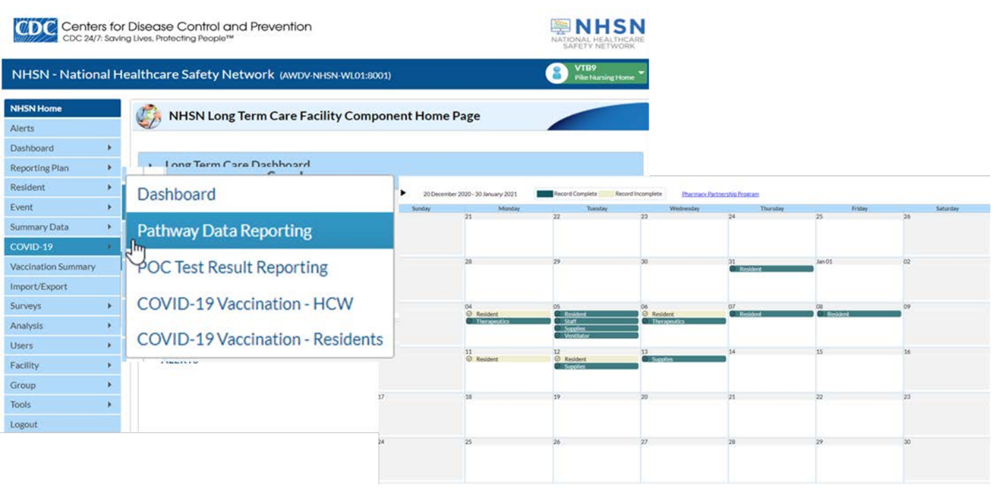 CDC Centers for Disease Control and Prevention
CDC 24/7: Saving Lives, Protecting People™
NHSN
NATIONAL HEALTHCARE
SAFETY NETWORK
NHSN - National Healthcare Safety Network (AWDV-NHSN-WL01:8001)
VTB9
Pike Nursing Home
NHSN Home
Alerts
Dashboard
Reporting Plan
Resident
Event
Summary Data
COVID-19
Vaccination Summary
Import/Export
Surveys
Analysis
Users
Facility
Group
Tools
Logout
NHSN Long Term Care Facility Component Home Page
Long Term Care Dashboard
Dashboard
Pathway Data Reporting
POC Test Result Reporting
COVID-19 Vaccination - HCW
COVID-19 Vaccination - Residents
ALERTS
20 December 2020 - 30 January 2021 Record Complete Record Incomplete Pharmacy Partnership Program
Sunday Monday Tuesday Wednesday Thursday Friday Saturday
21 22 23 24 25 26
28 29 30 31 Jan 01 02
Resident
04 05 06 07 08 09
Resident Resident Resident Resident Resident
Therapeutics Staff Therapeutics
Supplies
Ventilator
11 12 13 14 15 16
Resident Resident Supplies
Supplies
17 18 19 20 21 22 23
24 25 26 27 28 29 30